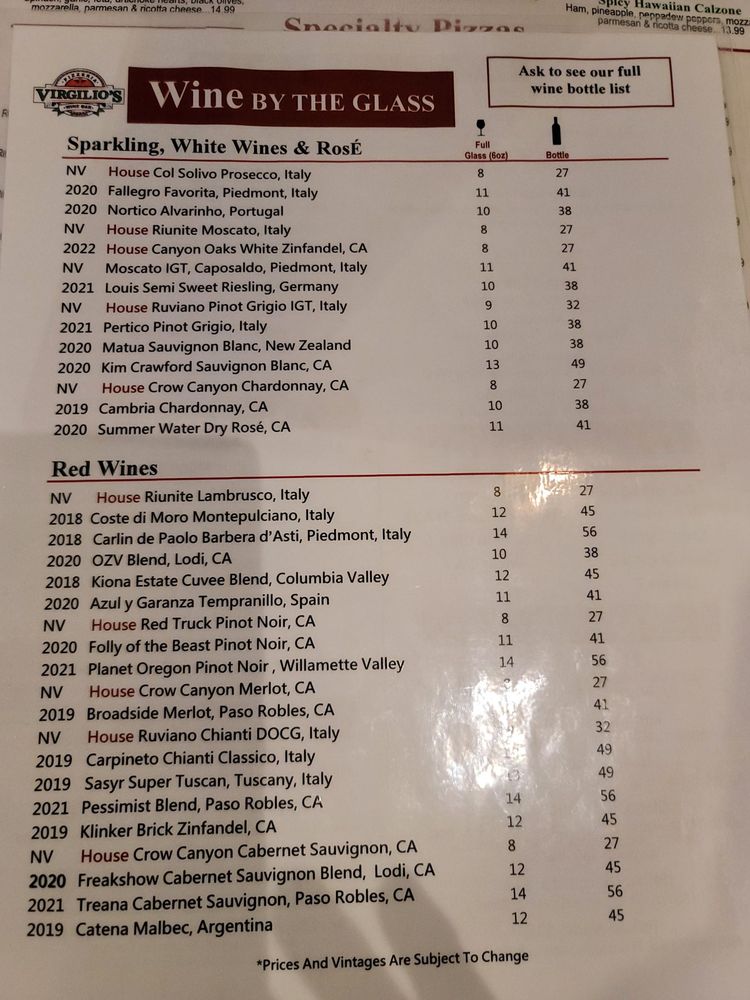 mozzarella, parmesan & ricotta cheese...14.99
Spicy Hawaiian Calzone
Ham, pineapple, peppadew peppers, mozz
parmesan & ricotta cheese...13.99
Specialty Pizzas
PIZZERIA
VIRGILIO'S
WINE BAR
Wine BY THE GLASS
Ask to see our full
wine bottle list
Sparkling, White Wines & RosÉ
Full
Glass (6oz) Bottle
NV House Col Solivo Prosecco, Italy 8 27
2020 Fallegro Favorita, Piedmont, Italy 11 41
2020 Nortico Alvarinho, Portugal 10 38
NV House Riunite Moscato, Italy 8 27
2022 House Canyon Oaks White Zinfandel, CA 8 27
NV Moscato IGT, Caposaldo, Piedmont, Italy 11 41
2021 Louis Semi Sweet Riesling, Germany 10 38
NV House Ruviano Pinot Grigio IGT, Italy 9 32
2021 Pertico Pinot Grigio, Italy 10 38
2020 Matua Sauvignon Blanc, New Zealand 10 38
2020 Kim Crawford Sauvignon Blanc, CA 13 49
NV House Crow Canyon Chardonnay, CA 8 27
2019 Cambria Chardonnay, CA 10 38
2020 Summer Water Dry Rosé, CA 11 41
Red Wines
NV House Riunite Lambrusco, Italy 8 27
2018 Coste di Moro Montepulciano, Italy 12 45
2018 Carlin de Paolo Barbera d'Asti, Piedmont, Italy 14 56
2020 OZV Blend, Lodi, CA 10 38
2018 Kiona Estate Cuvee Blend, Columbia Valley 12 45
2020 Azul y Garanza Tempranillo, Spain 11 41
NV House Red Truck Pinot Noir, CA 8 27
2020 Folly of the Beast Pinot Noir, CA 11 41
2021 Planet Oregon Pinot Noir , Willamette Valley 14 56
NV House Crow Canyon Merlot, CA 27
2019 Broadside Merlot, Paso Robles, CA 41
NV House Ruviano Chianti DOCG, Italy 9 32
2019 Carpineto Chianti Classico, Italy 49
2019 Sasyr Super Tuscan, Tuscany, Italy 13 49
2021 Pessimist Blend, Paso Robles, CA 14 56
2019 Klinker Brick Zinfandel, CA 12 45
NV House Crow Canyon Cabernet Sauvignon, CA 8 27
2020 Freakshow Cabernet Sauvignon Blend, Lodi, CA 12 45
2021 Treana Cabernet Sauvignon, Paso Robles, CA 14 56
2019 Catena Malbec, Argentina 12 45
*Prices And Vintages Are Subject To Change